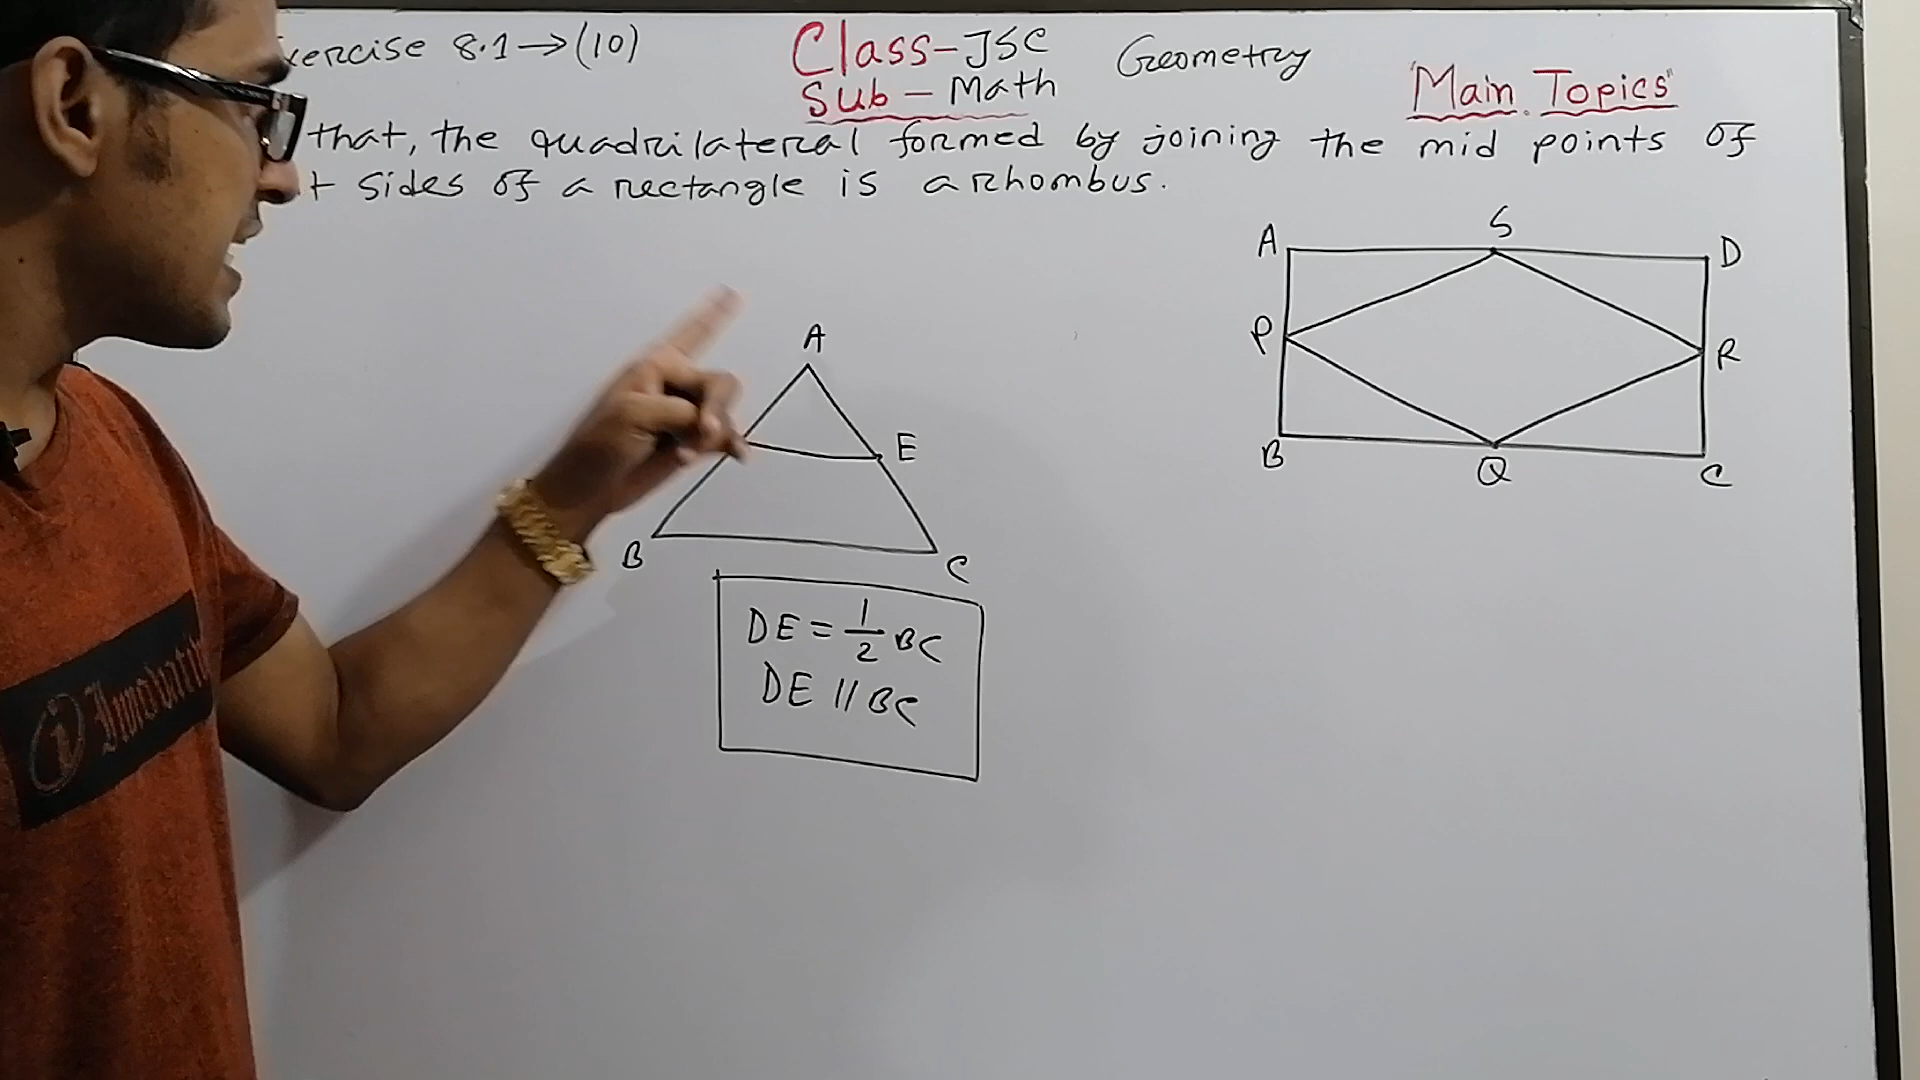 ercise 8.1→(10)
Class-JSC
Sub-Math
Geometry
"Main Topics"
that, the quadrilateral formed by joining the mid points of
t sides of a rectangle is a rhombus.
A
E
B
C
DE = 1/2 BC
DE // BC
A
S
D
P
R
B
Q
C